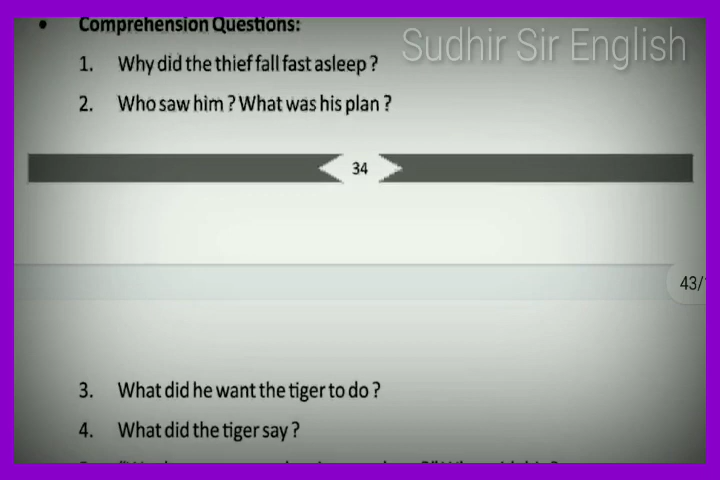 • Comprehension Questions:
Sudhir Sir English
1. Why did the thief fall fast asleep ?
2. Who saw him ? What was his plan ?
34
43/
3. What did he want the tiger to do ?
4. What did the tiger say ?